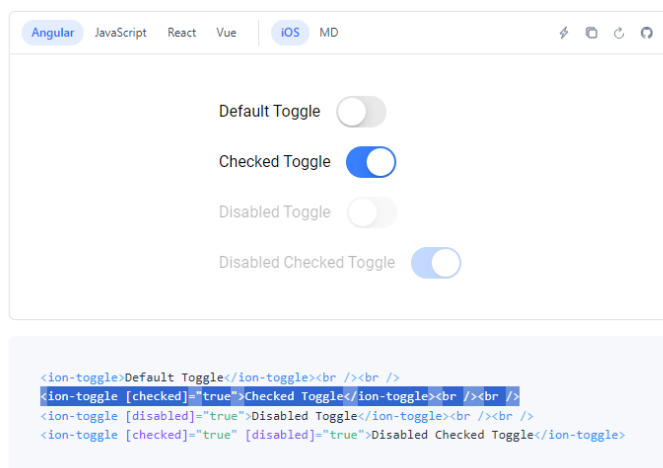 Angular JavaScript React Vue iOS MD
Default Toggle
Checked Toggle
Disabled Toggle
Disabled Checked Toggle
<ion-toggle>Default Toggle</ion-toggle><br /><br />
<ion-toggle [checked]="true">Checked Toggle</ion-toggle><br /><br />
<ion-toggle [disabled]="true">Disabled Toggle</ion-toggle><br /><br />
<ion-toggle [checked]="true" [disabled]="true">Disabled Checked Toggle</ion-toggle>